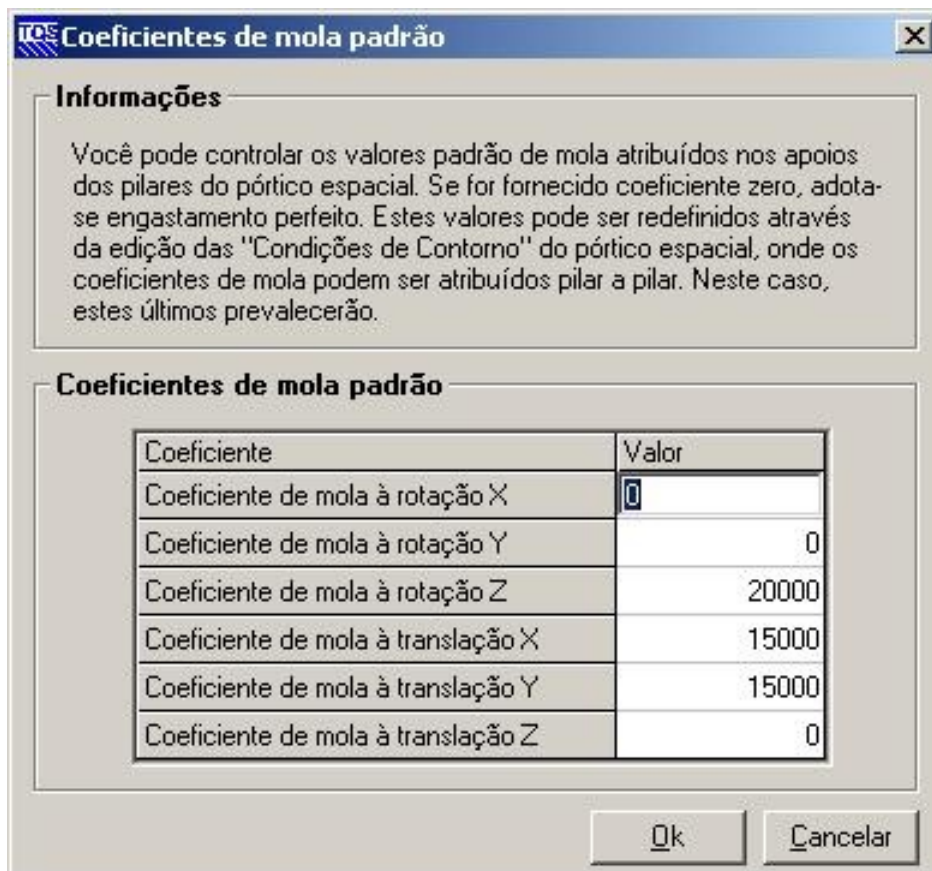 TQS Coeficientes de mola padrão
Informações
Você pode controlar os valores padrão de mola atribuídos nos apoios
dos pilares do pórtico espacial. Se for fornecido coeficiente zero, adota-
se engastamento perfeito. Estes valores pode ser redefinidos através
da edição das "Condições de Contorno" do pórtico espacial, onde os
coeficientes de mola podem ser atribuídos pilar a pilar. Neste caso,
estes últimos prevalecerão.
Coeficientes de mola padrão
Coeficiente Valor
Coeficiente de mola à rotação X 0
Coeficiente de mola à rotação Y 0
Coeficiente de mola à rotação Z 20000
Coeficiente de mola à translação X 15000
Coeficiente de mola à translação Y 15000
Coeficiente de mola à translação Z 0
Ok Cancelar